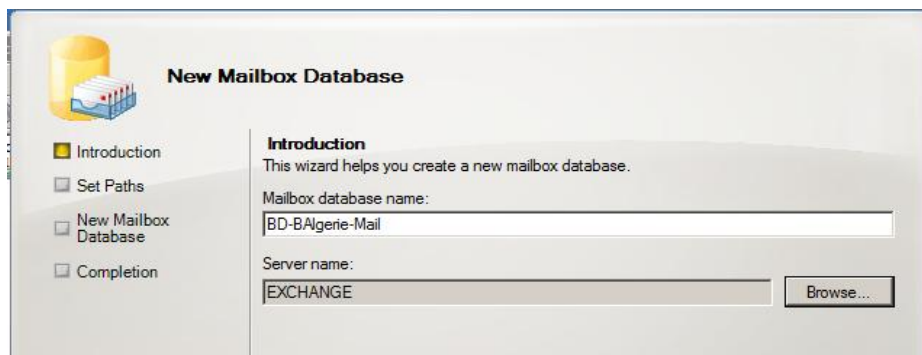 New Mailbox Database
Introduction
Set Paths
New Mailbox
Database
Completion
Introduction
This wizard helps you create a new mailbox database.
Mailbox database name:
BD-BAlgerie-Mail
Server name:
EXCHANGE
Browse...